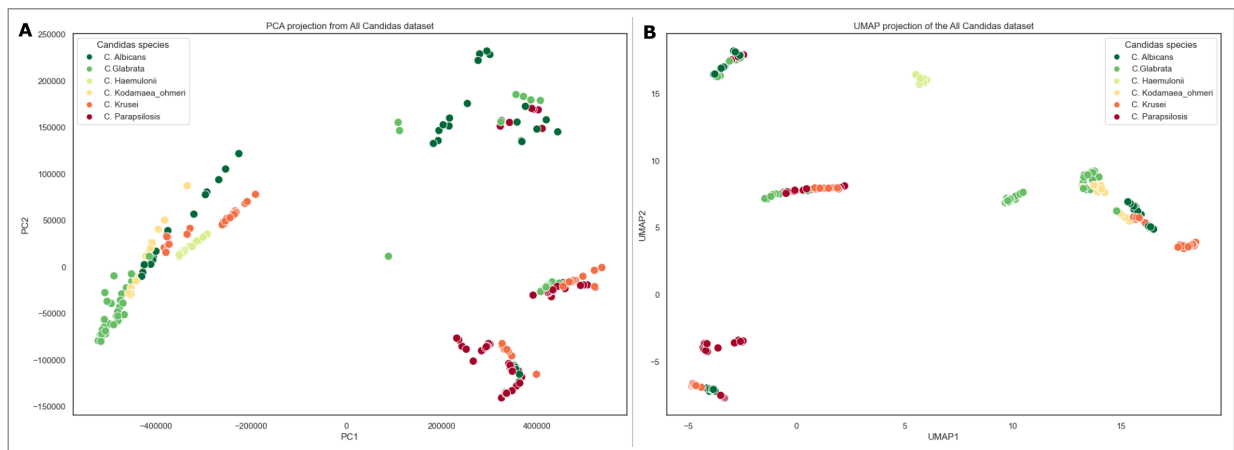 A
PCA projection from All Candidas dataset
250000
200000
150000
100000
50000
0
−50000
−100000
−150000
PC2
Candidas species
C. Albicans
C.Glabrata
C. Haemulonii
C. Kodamaea_ohmeri
C. Krusei
C. Parapsilosis
−400000
−200000
0
200000
400000
PC1
B
UMAP projection of the All Candidas dataset
15
10
5
0
−5
UMAP2
Candidas species
C. Albicans
C.Glabrata
C. Haemulonii
C. Kodamaea_ohmeri
C. Krusei
C. Parapsilosis
−5
0
5
10
15
UMAP1